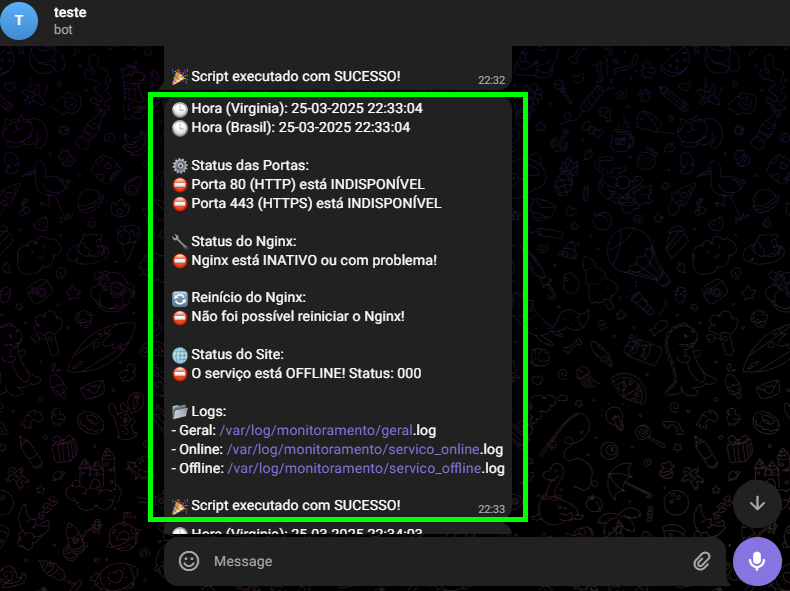 T
teste
bot
🎉 Script executado com SUCESSO!
22:32
🕒 Hora (Virginia): 25-03-2025 22:33:04
🕒 Hora (Brasil): 25-03-2025 22:33:04
⚙️ Status das Portas:
⛔ Porta 80 (HTTP) está INDISPONÍVEL
⛔ Porta 443 (HTTPS) está INDISPONÍVEL
🔧 Status do Nginx:
⛔ Nginx está INATIVO ou com problema!
🔄 Reinício do Nginx:
⛔ Não foi possível reiniciar o Nginx!
🌐 Status do Site:
⛔ O serviço está OFFLINE! Status: 000
📂 Logs:
- Geral: /var/log/monitoramento/geral.log
- Online: /var/log/monitoramento/servico_online.log
- Offline: /var/log/monitoramento/servico_offline.log
🎉 Script executado com SUCESSO!
22:33
🕒 Hora (Virginia): 25-03-2025 22:34:03
Message